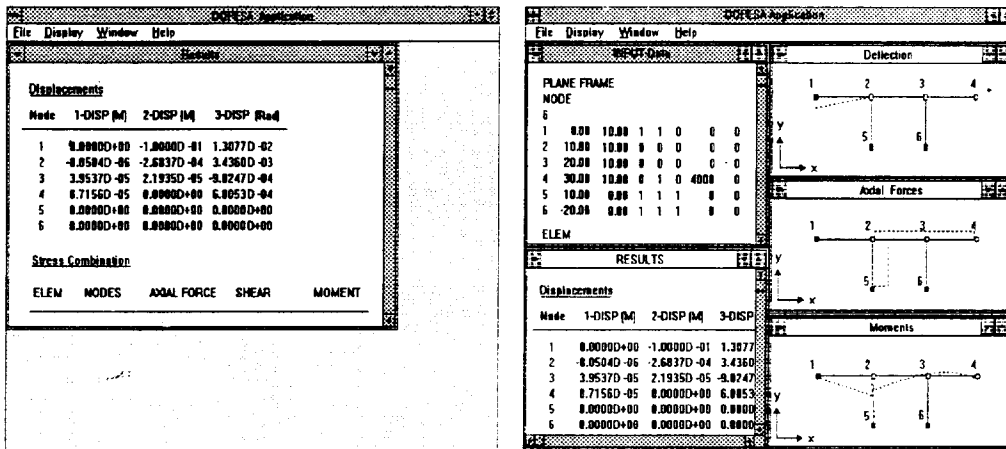 DOFESA Application
File Display Window Help
Results
Displacements
Node 1-DISP (M) 2-DISP (M) 3-DISP (Rad)
1 0.0000D+00 -1.0000D -01 1.3077D -02
2 -8.0504D -06 -2.6837D -04 3.4360D -03
3 3.9537D -05 2.1935D -05 -9.0247D -04
4 8.7156D -05 0.0000D+00 6.0053D -04
5 0.0000D+00 0.0000D+00 0.0000D+00
6 0.0000D+00 0.0000D+00 0.0000D+00
Stress Combination
ELEM NODES AXIAL FORCE SHEAR MOMENT
DOFESA Application
File Display Window Help
INPUT Data
PLANE FRAME
NODE
6
1 0.00 10.00 1 1 0 0 0
2 10.00 10.00 0 0 0 0 0
3 20.00 10.00 0 0 0 0 0
4 30.00 10.00 0 1 0 4000 0
5 10.00 0.00 1 1 1 0 0
6 -20.00 0.00 1 1 1 0 0
ELEM
RESULTS
Displacements
Node 1-DISP (M) 2-DISP (M) 3-DISP
1 0.0000D+00 -1.0000D -01 1.3077
2 -8.0504D -06 -2.6837D -04 3.4360
3 3.9537D -05 2.1935D -05 -9.0247
4 8.7156D -05 0.0000D+00 6.0053
5 0.0000D+00 0.0000D+00 0.0000
6 0.0000D+00 0.0000D+00 0.0000
Deflection
1 2 3 4
y 5 6
x
Axial Forces
1 2 3 4
y 5 6
x
Moments
1 2 3 4
y 5 6
x